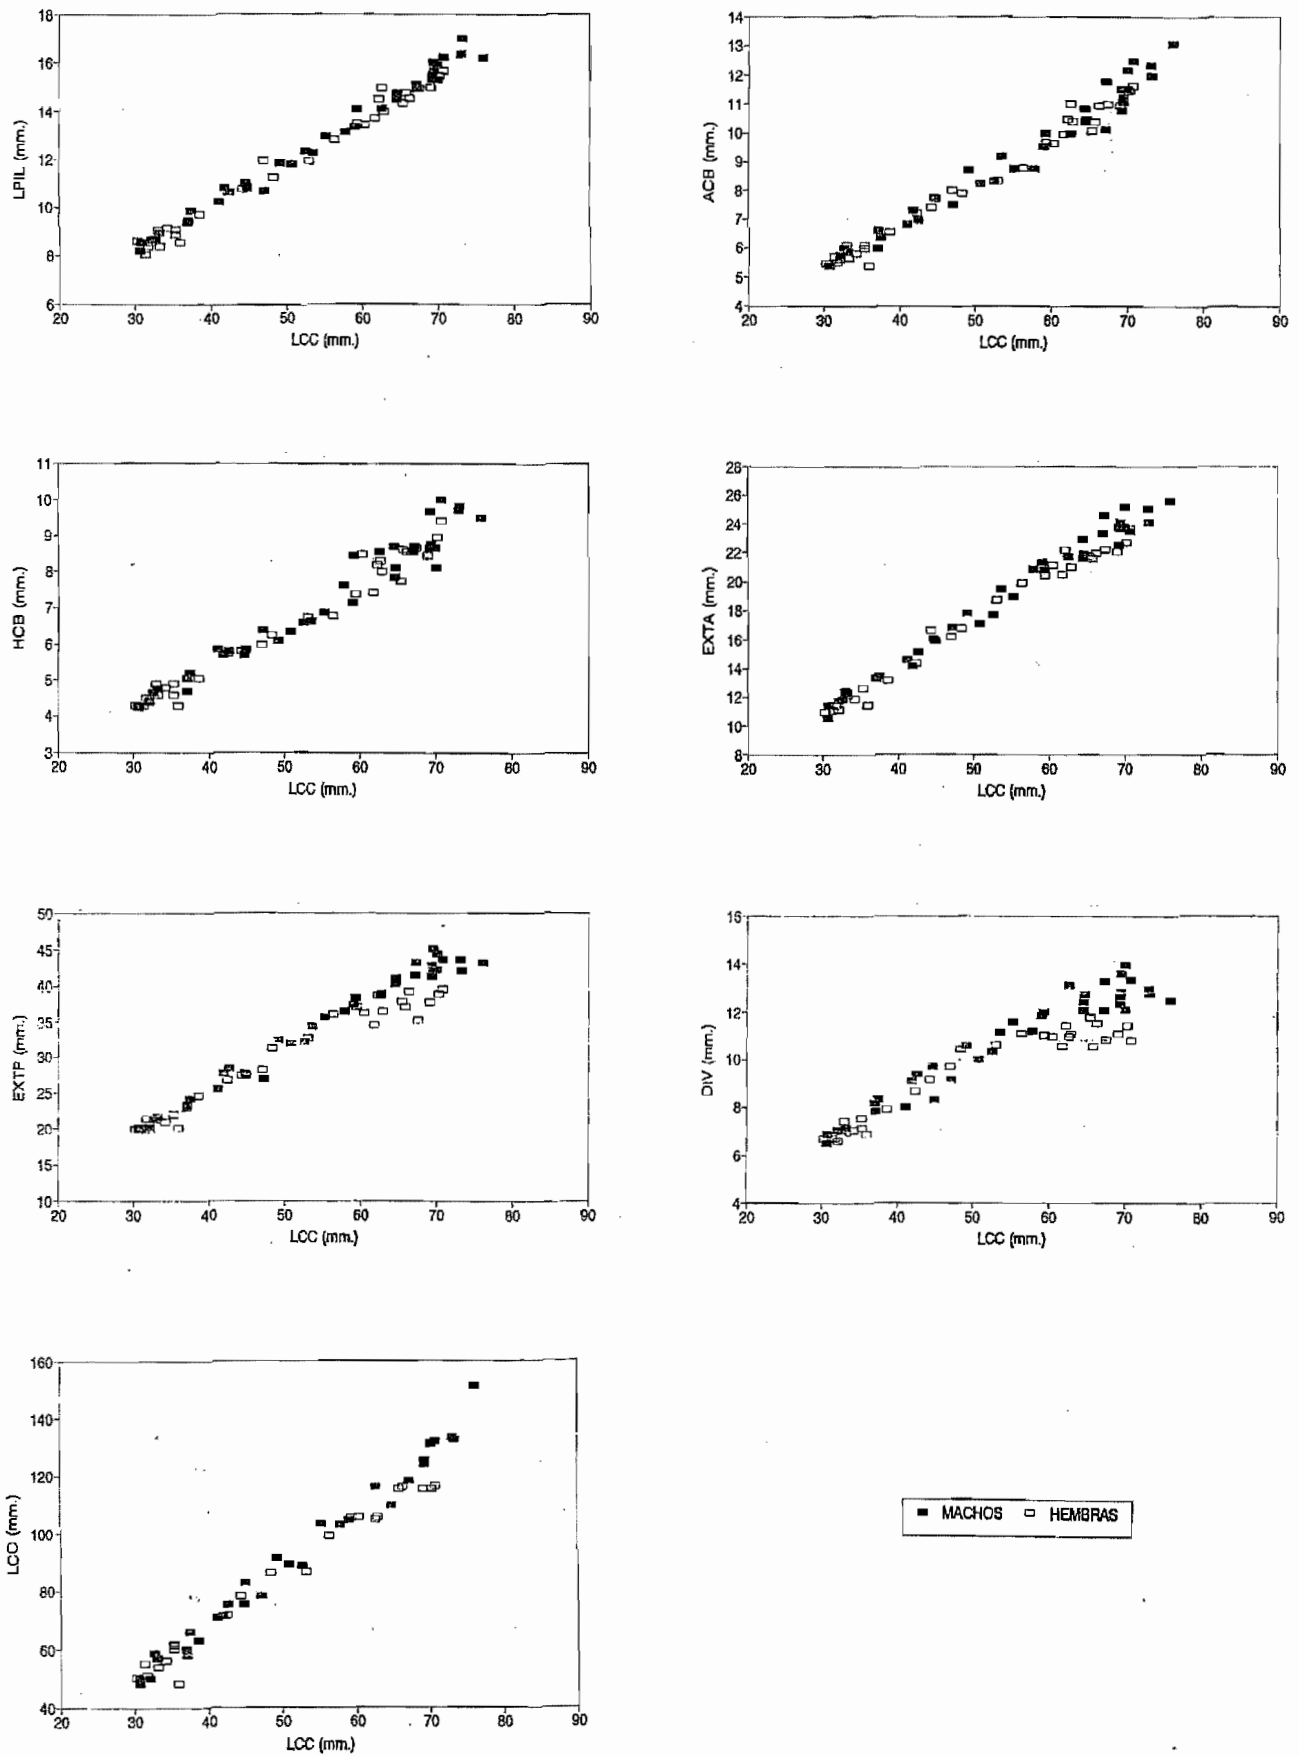 18
16
14
12
10
8
6
LPIL (mm.)
20 30 40 50 60 70 80 90
LCC (mm.)
14
13
12
11
10
9
8
7
6
5
4
ACB (mm.)
20 30 40 50 60 70 80 90
LCC (mm.)
11
10
9
8
7
6
5
4
3
HCB (mm.)
20 30 40 50 60 70 80 90
LCC (mm.)
28
26
24
22
20
18
16
14
12
10
8
EXTA (mm.)
20 30 40 50 60 70 80 90
LCC (mm.)
50
45
40
35
30
25
20
15
10
EXTP (mm.)
20 30 40 50 60 70 80 90
LCC (mm.)
16
14
12
10
8
6
4
DIV (mm.)
20 30 40 50 60 70 80 90
LCC (mm.)
160
140
120
100
80
60
40
LCO (mm.)
20 30 40 50 60 70 80 90
LCC (mm.)
MACHOS HEMBRAS